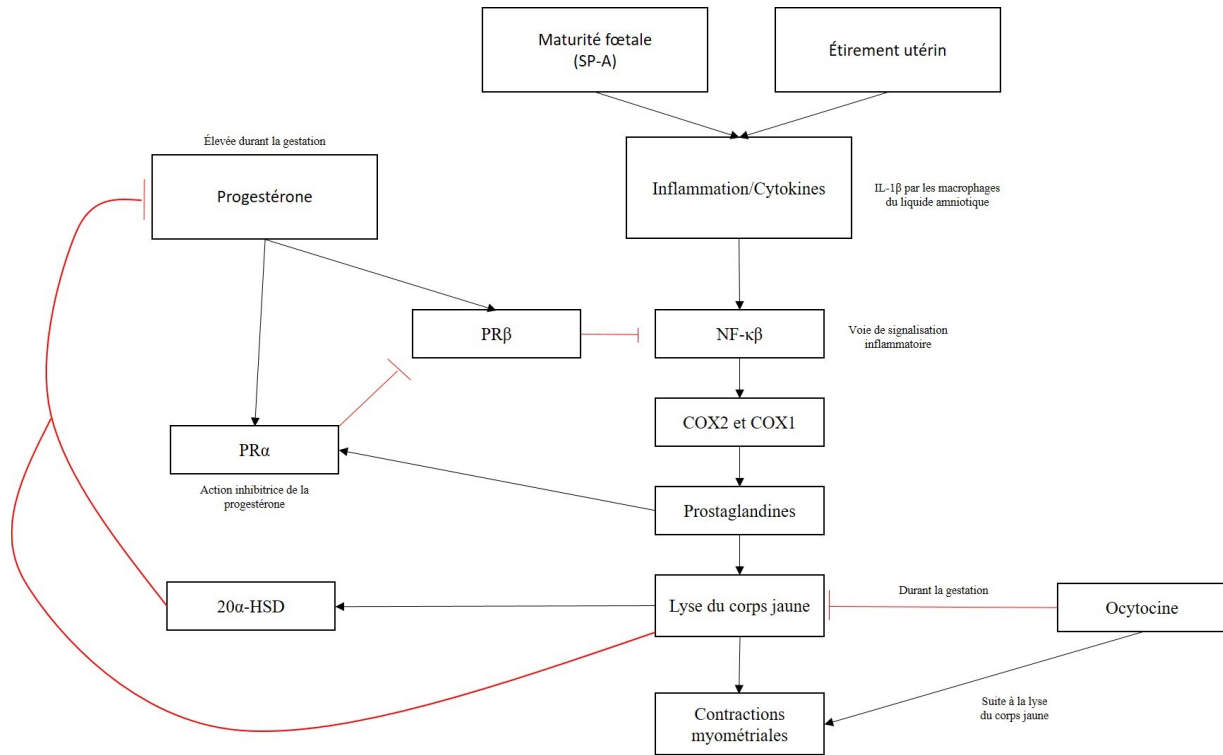 Maturité fœtale
(SP-A)
Étirement utérin
Élevée durant la gestation
Progestérone
Inflammation/Cytokines
IL-1β par les macrophages
du liquide amniotique
PRβ
NF-κβ
Voie de signalisation
inflammatoire
COX2 et COX1
PRα
Action inhibitrice de la
progestérone
Prostaglandines
20α-HSD
Lyse du corps jaune
Durant la gestation
Ocytocine
Contractions
myométriales
Suite à la lyse
du corps jaune